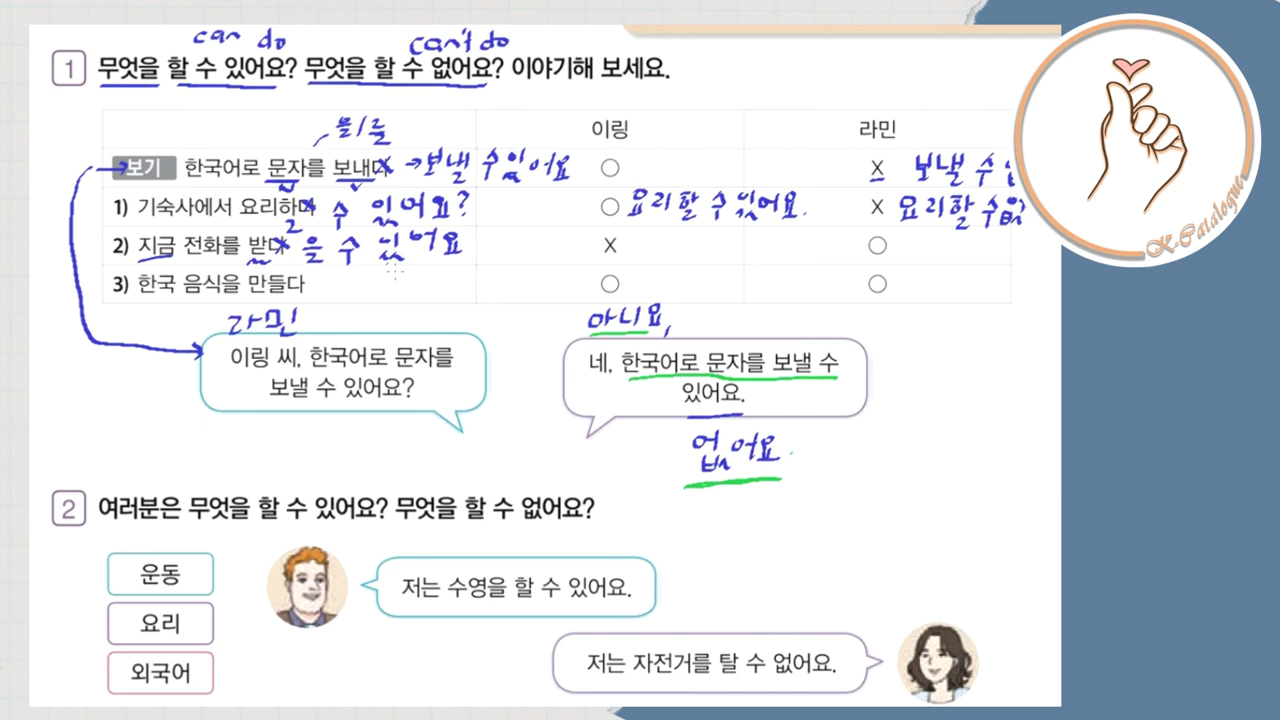 can do can't do
1 무엇을 할 수 있어요? 무엇을 할 수 없어요? 이야기해 보세요.
을/를 이링 라민
보기 한국어로 문자를 보내다 →보낼 수 있어요 ○ X 보낼 수
1) 기숙사에서 요리하다 ㄹ 수 있어요? ○ 요리할 수 있어요. X 요리할 수 없
2) 지금 전화를 받다 을 수 있어요 X ○
3) 한국 음식을 만들다 ○ ○
라민 아니요,
이링 씨, 한국어로 문자를
보낼 수 있어요?
네, 한국어로 문자를 보낼 수
있어요.
없어요.
2 여러분은 무엇을 할 수 있어요? 무엇을 할 수 없어요?
운동
요리
외국어
저는 수영을 할 수 있어요.
저는 자전거를 탈 수 없어요.
K-Catalogue